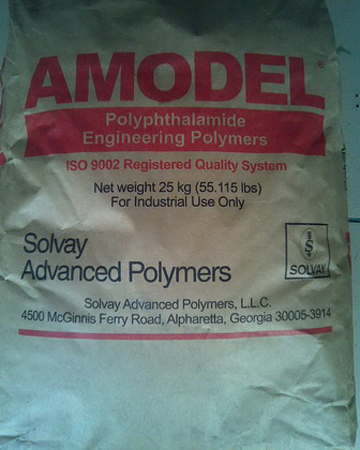 AMODEL®
Polyphthalamide
Engineering Polymers
ISO 9002 Registered Quality System
Net weight 25 kg (55.115 lbs)
For Industrial Use Only
Solvay
Advanced Polymers
S
SOLVAY
Solvay Advanced Polymers, L.L.C.
4500 McGinnis Ferry Road, Alpharetta, Georgia 30005-3914